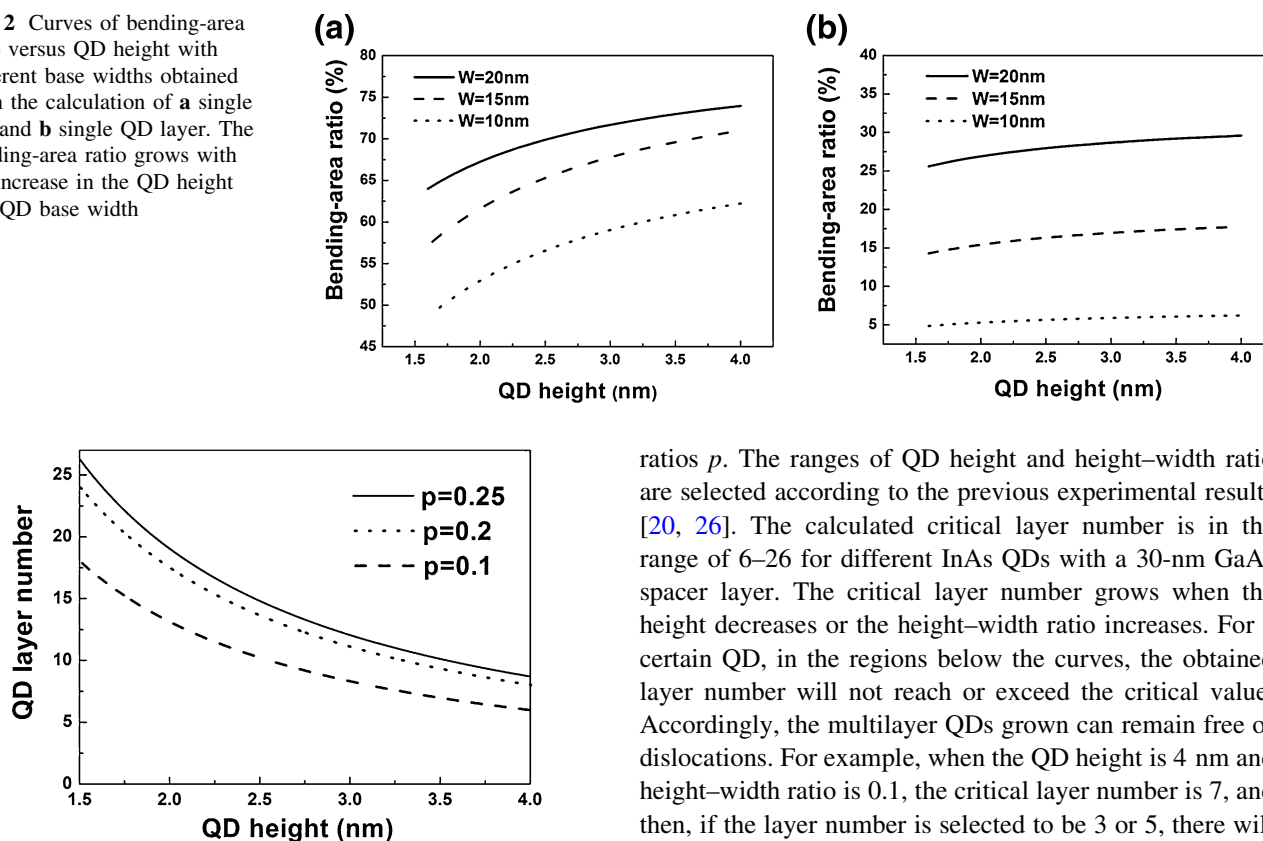 2 Curves of bending-area
versus QD height with
erent base widths obtained
the calculation of a single
and b single QD layer. The
ding-area ratio grows with
ncrease in the QD height
QD base width
(a)
80
75
70
65
60
55
50
45
Bending-area ratio (%)
W=20nm
W=15nm
W=10nm
1.5 2.0 2.5 3.0 3.5 4.0
QD height (nm)
(b)
40
35
30
25
20
15
10
5
Bending-area ratio (%)
W=20nm
W=15nm
W=10nm
1.5 2.0 2.5 3.0 3.5 4.0
QD height (nm)
25
20
15
10
5
0
QD layer number
p=0.25
p=0.2
p=0.1
1.5 2.0 2.5 3.0 3.5 4.0
QD height (nm)
ratios p. The ranges of QD height and height–width ratio
are selected according to the previous experimental result
[20, 26]. The calculated critical layer number is in th
range of 6–26 for different InAs QDs with a 30-nm GaA
spacer layer. The critical layer number grows when th
height decreases or the height–width ratio increases. For
certain QD, in the regions below the curves, the obtained
layer number will not reach or exceed the critical value
Accordingly, the multilayer QDs grown can remain free o
dislocations. For example, when the QD height is 4 nm and
height–width ratio is 0.1, the critical layer number is 7, and
then, if the layer number is selected to be 3 or 5, there wil